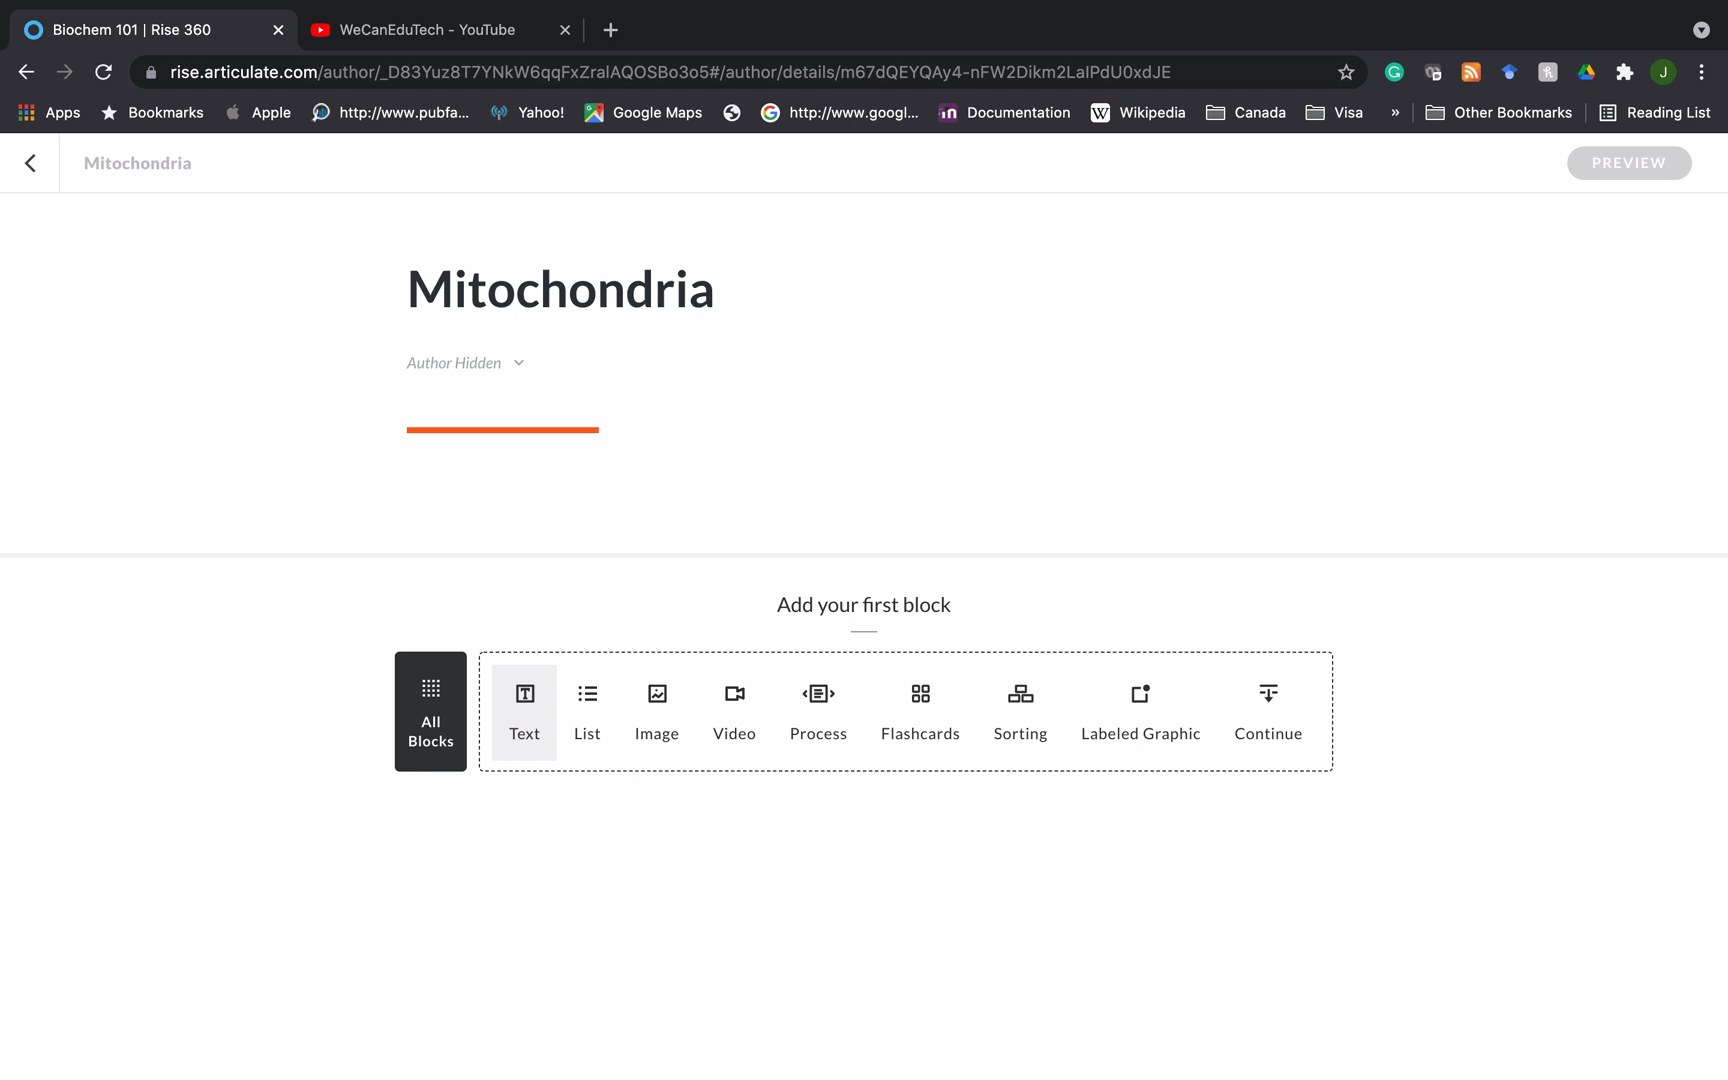 Biochem 101 | Rise 360
WeCanEduTech - YouTube
rise.articulate.com/author/_D83Yuz8T7YNkW6qqFxZralAQOSBo3o5#/author/details/m67dQEYQAy4-nFW2Dikm2LalPdU0xdJE
J
Apps Bookmarks Apple http://www.pubfa... Yahoo! Google Maps http://www.googl... Documentation Wikipedia Canada Visa » Other Bookmarks Reading List
Mitochondria
PREVIEW
Mitochondria
Author Hidden
Add your first block
All Blocks
Text List Image Video Process Flashcards Sorting Labeled Graphic Continue